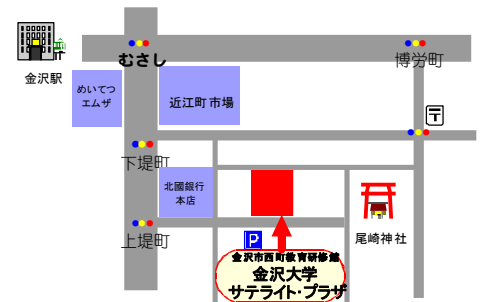 金沢駅
むさし
博労町
めいてつ
エムザ
近江町市場
〒
下堤町
北國銀行
本店
上堤町
P
尾崎神社
金沢市西町教育研修館
金沢大学
サテライト・プラザ